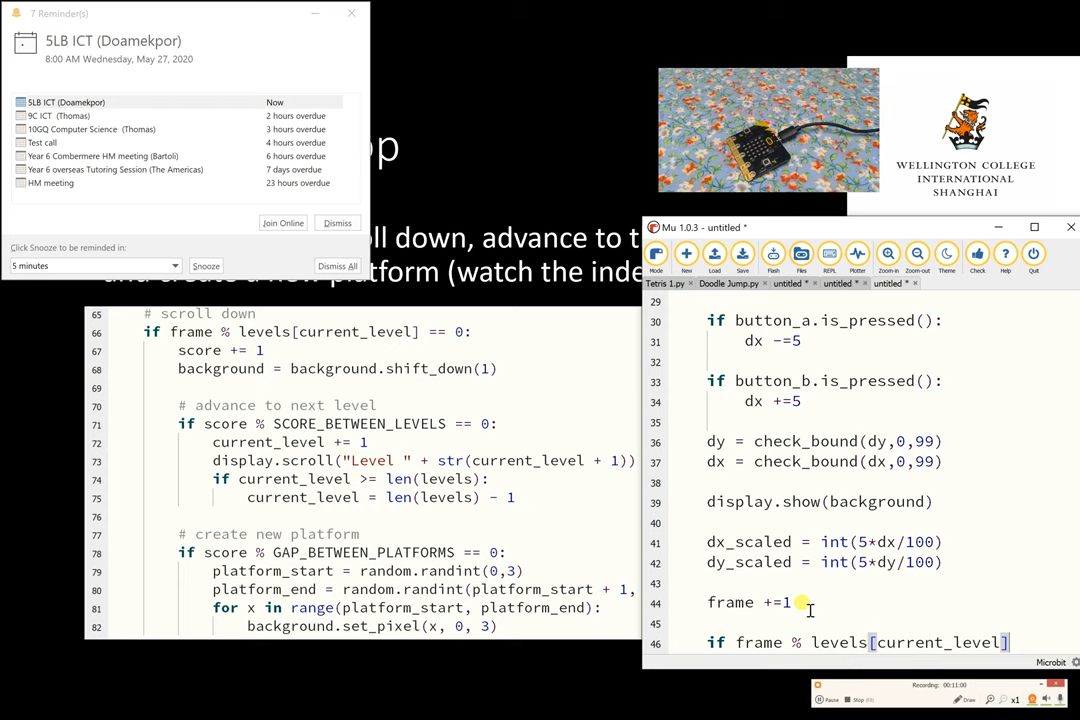 7 Reminder(s)
5LB ICT (Doamekpor)
8:00 AM Wednesday, May 27, 2020
5LB ICT (Doamekpor) Now
9C ICT (Thomas) 2 hours overdue
10GQ Computer Science (Thomas) 3 hours overdue
Test call 4 hours overdue
Year 6 Combermere HM meeting (Bartoli) 6 hours overdue
Year 6 overseas Tutoring Session (The Americas) 7 days overdue
HM meeting 23 hours overdue
Join Online Dismiss
Click Snooze to be reminded in:
5 minutes Snooze Dismiss All
op
ll down, advance to t
and create a new platform (watch the inde
65 # scroll down
66 if frame % levels[current_level] == 0:
67 score += 1
68 background = background.shift_down(1)
69
70 # advance to next level
71 if score % SCORE_BETWEEN_LEVELS == 0:
72 current_level += 1
73 display.scroll("Level " + str(current_level + 1))
74 if current_level >= len(levels):
75 current_level = len(levels) - 1
76
77 # create new platform
78 if score % GAP_BETWEEN_PLATFORMS == 0:
79 platform_start = random.randint(0,3)
80 platform_end = random.randint(platform_start + 1,
81 for x in range(platform_start, platform_end):
82 background.set_pixel(x, 0, 3)
WELLINGTON COLLEGE
INTERNATIONAL
SHANGHAI
Mu 1.0.3 - untitled *
Mode New Load Save Flash Files REPL Plotter Zoom-in Zoom-out Theme Check Help Quit
Tetris 1.py Doodle Jump.py untitled * untitled * untitled *
29
30 if button_a.is_pressed():
31 dx -=5
32
33 if button_b.is_pressed():
34 dx +=5
35
36 dy = check_bound(dy,0,99)
37 dx = check_bound(dx,0,99)
38
39 display.show(background)
40
41 dx_scaled = int(5*dx/100)
42 dy_scaled = int(5*dy/100)
43
44 frame +=1
45
46 if frame % levels[current_level]
Microbit
Recording: 00:11:00
Pause Stop (F9) Draw x1